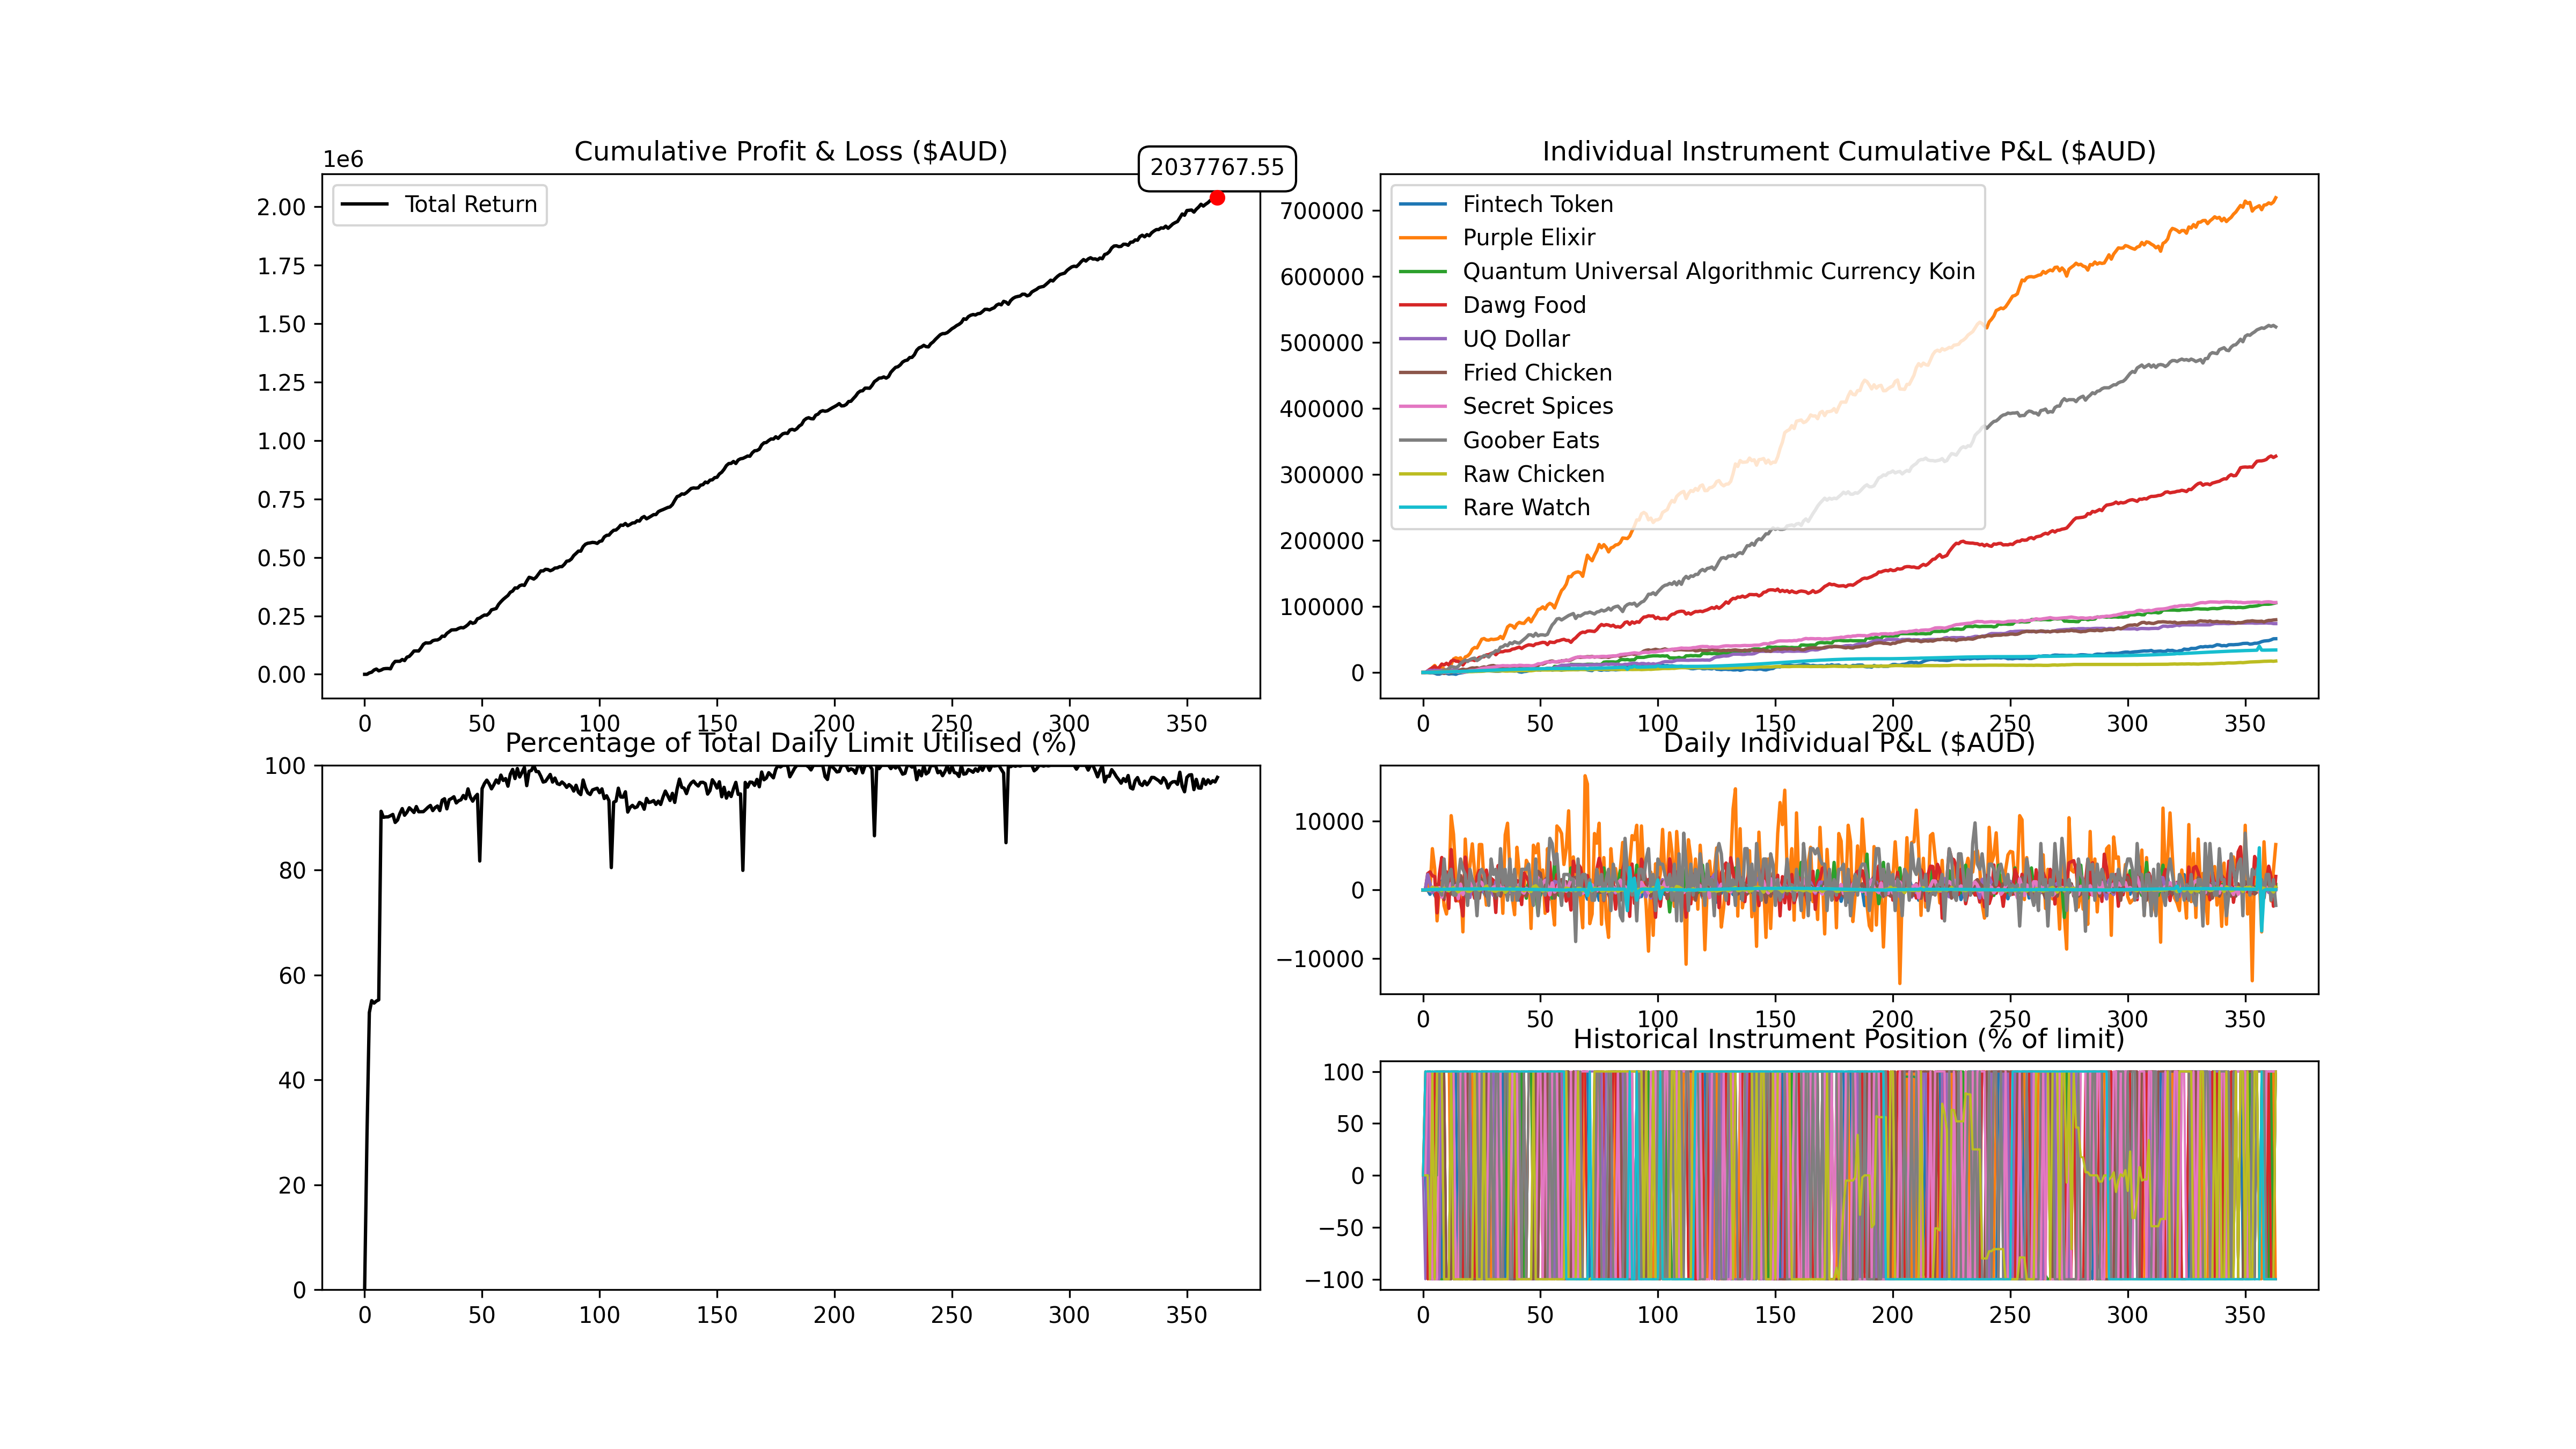 Cumulative Profit & Loss ($AUD)
1e6
2037767.55
Total Return
2.00
1.75
1.50
1.25
1.00
0.75
0.50
0.25
0.00
0 50 100 150 200 250 300 350
Individual Instrument Cumulative P&L ($AUD)
Fintech Token
Purple Elixir
Quantum Universal Algorithmic Currency Koin
Dawg Food
UQ Dollar
Fried Chicken
Secret Spices
Goober Eats
Raw Chicken
Rare Watch
700000
600000
500000
400000
300000
200000
100000
0
0 50 100 150 200 250 300 350
Percentage of Total Daily Limit Utilised (%)
100
80
60
40
20
0
0 50 100 150 200 250 300 350
Daily Individual P&L ($AUD)
10000
0
−10000
0 50 100 150 200 250 300 350
Historical Instrument Position (% of limit)
100
50
0
−50
−100
0 50 100 150 200 250 300 350